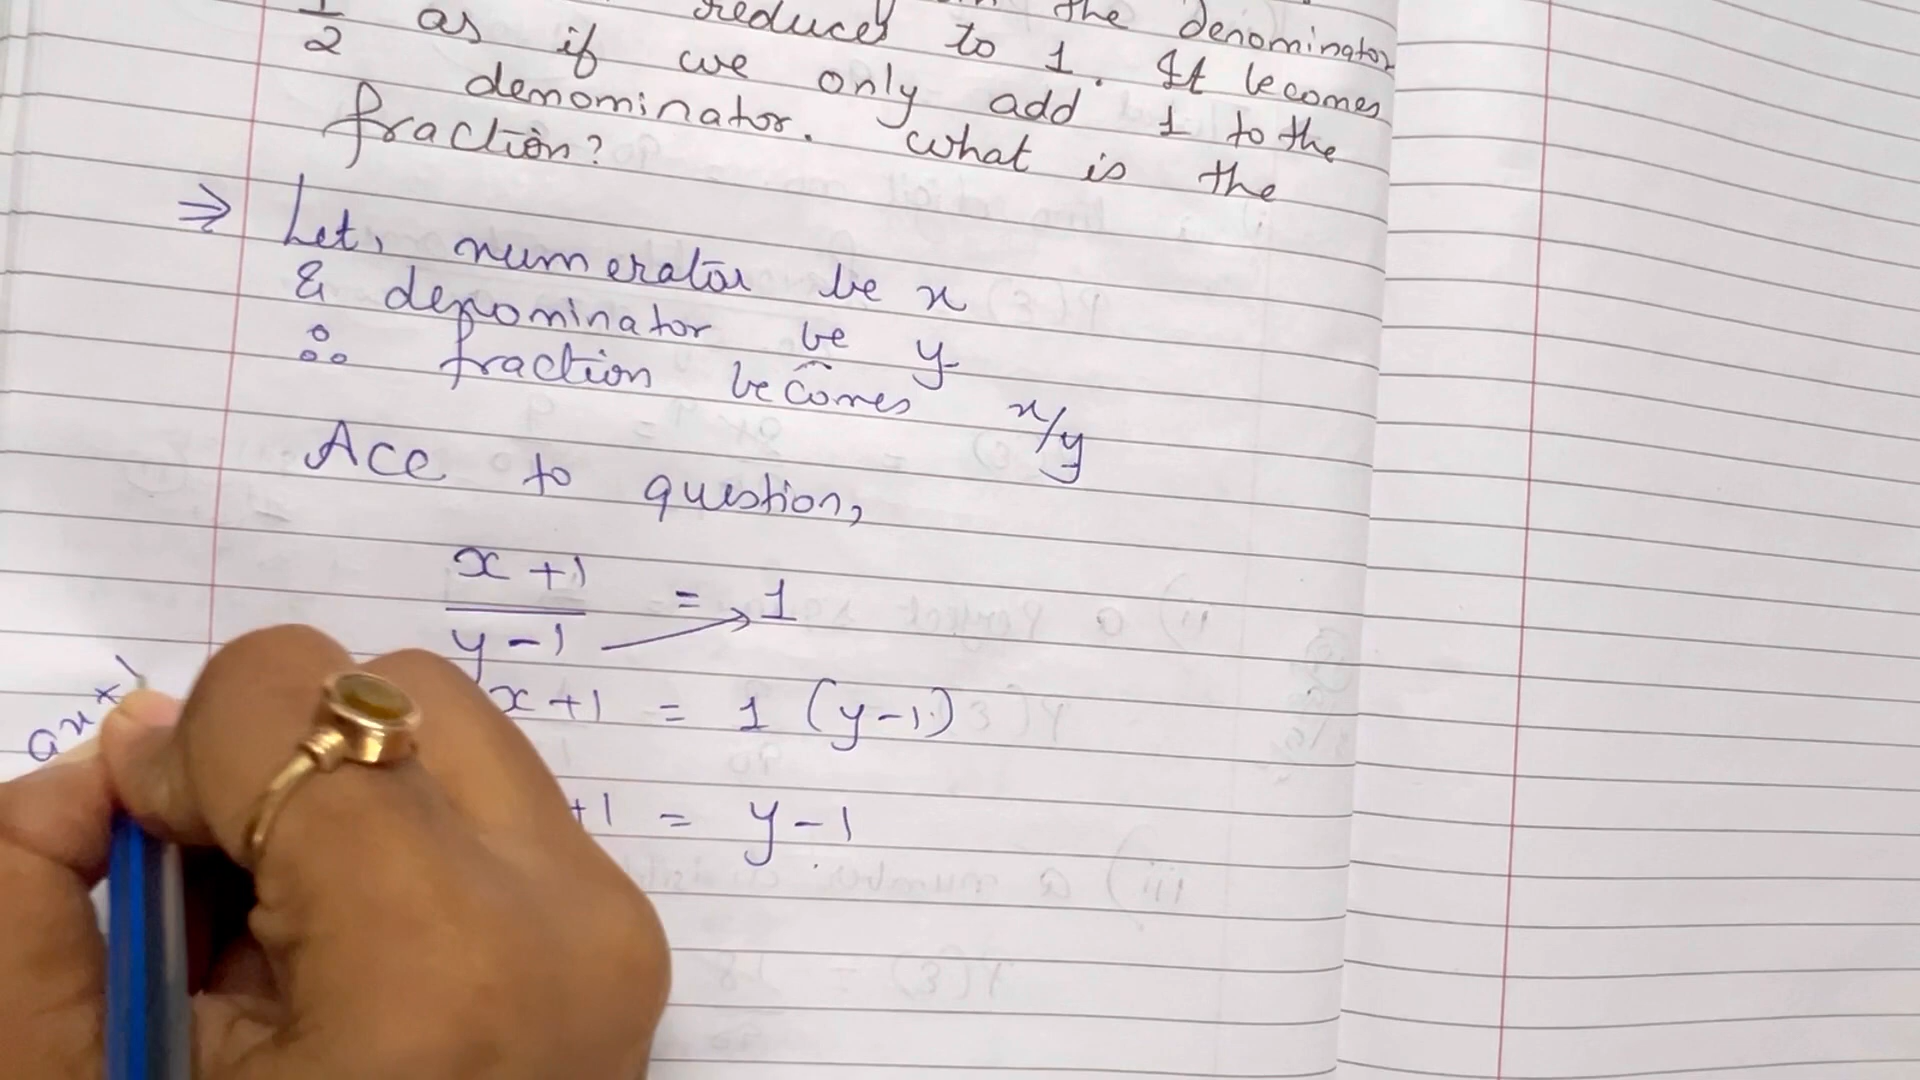 the denominator
reduces to 1. It becomes
1/2 as if we only add 1 to the
denominator. What is the
fraction?
⇒ Let, numerator be x
& denominator be y
∴ fraction becomes x/y
Acc to question,
x+1 / y-1 = 1
x+1 = 1 (y-1)
+1 = y-1